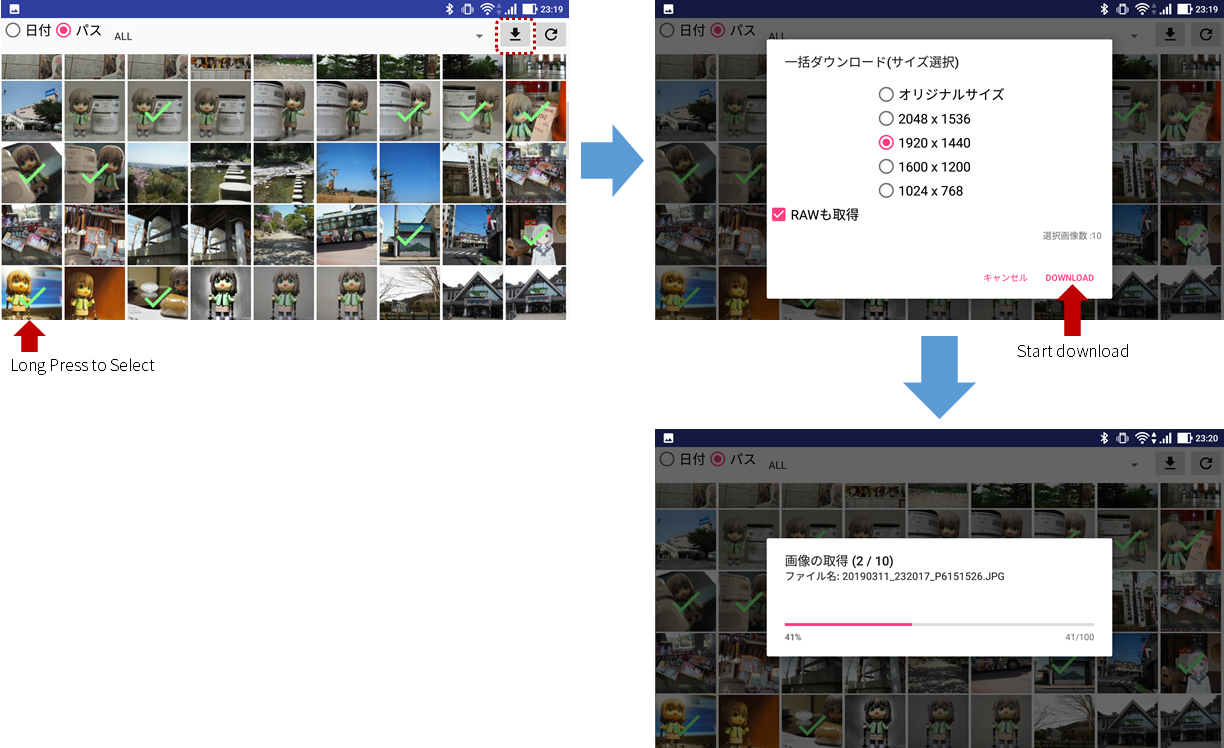 23:19
日付 パス ALL
Long Press to Select
23:19
日付 パス ALL
一括ダウンロード(サイズ選択)
オリジナルサイズ
2048 x 1536
1920 x 1440
1600 x 1200
1024 x 768
RAWも取得
選択画像数 :10
キャンセル DOWNLOAD
Start download
23:20
日付 パス ALL
画像の取得 (2 / 10)
ファイル名: 20190311_232017_P6151526.JPG
41% 41/100